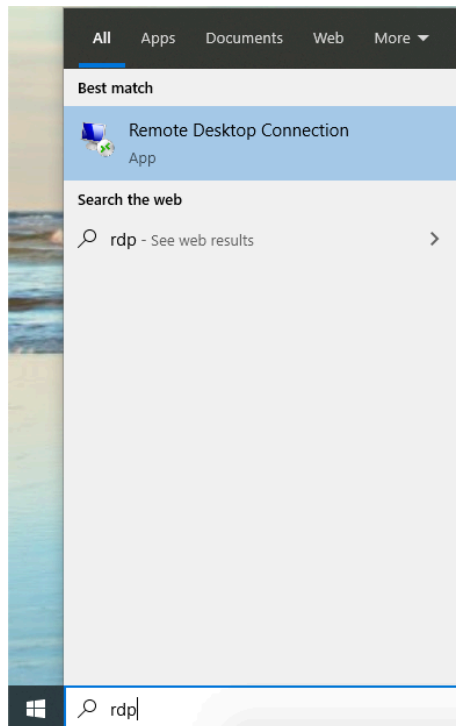 All Apps Documents Web More
Best match
Remote Desktop Connection
App
Search the web
rdp - See web results
rdp